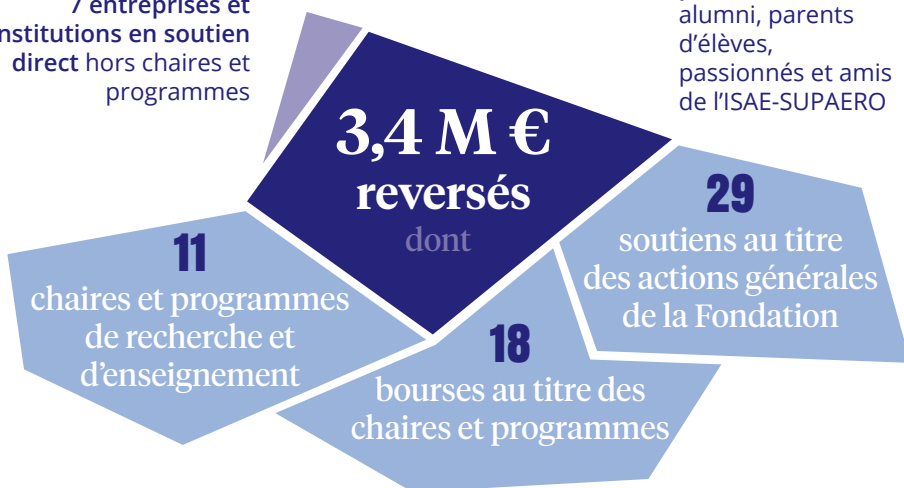 7 entreprises et
institutions en soutien
direct hors chaires et
programmes
alumni, parents
d’élèves,
passionnés et amis
de l’ISAE-SUPAERO
3,4 M €
reversés
dont
11
chaires et programmes
de recherche et
d’enseignement
18
bourses au titre des
chaires et programmes
29
soutiens au titre
des actions générales
de la Fondation